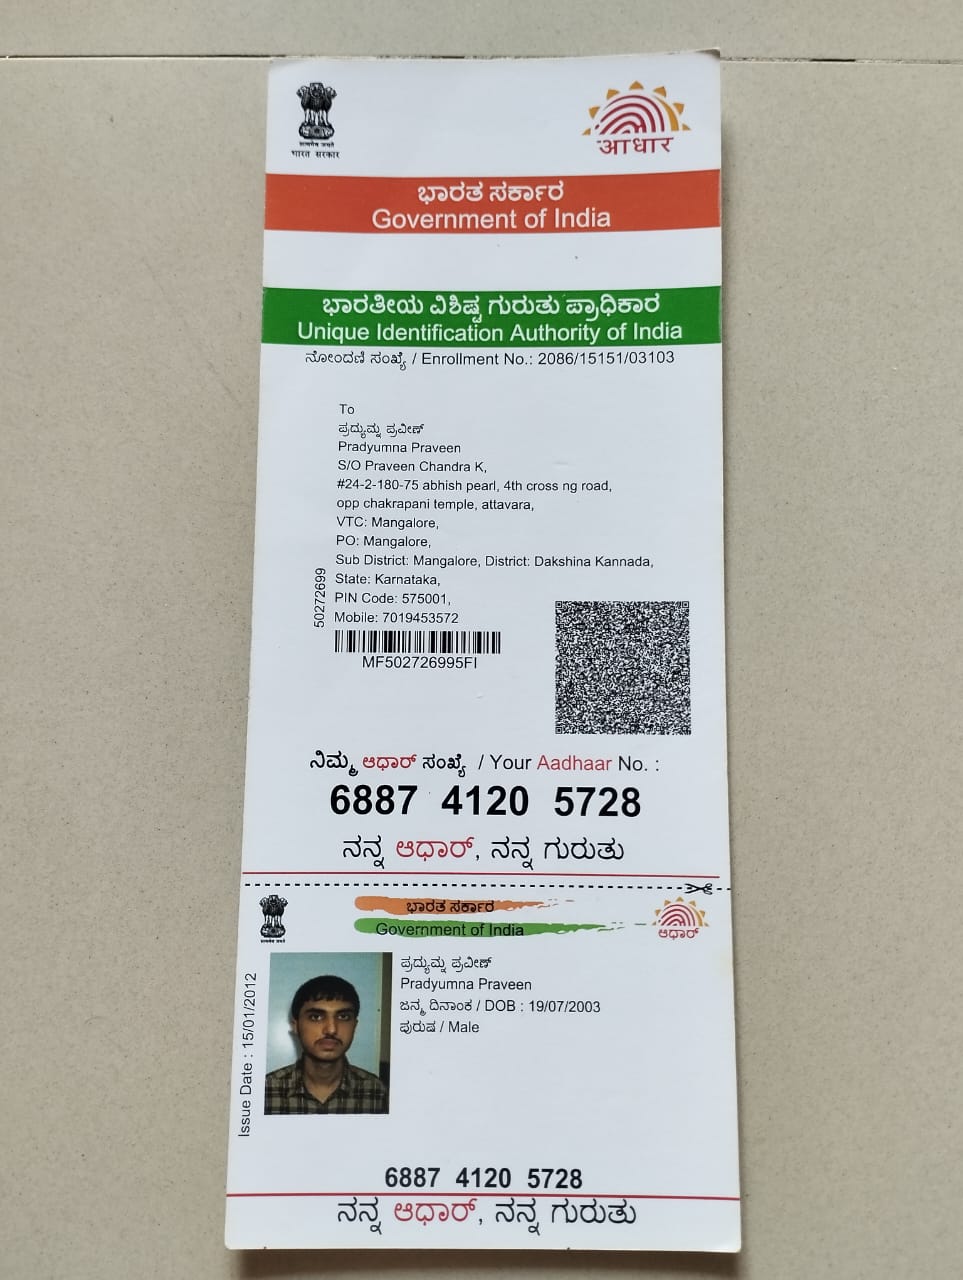 सत्यमेव जयते
भारत सरकार
आधार
ಭಾರತ ಸರ್ಕಾರ
Government of India
ಭಾರತೀಯ ವಿಶಿಷ್ಟ ಗುರುತು ಪ್ರಾಧಿಕಾರ
Unique Identification Authority of India
ನೋಂದಣಿ ಸಂಖ್ಯೆ / Enrollment No.: 2086/15151/03103
To
ಪ್ರದ್ಯುಮ್ನ ಪ್ರವೀಣ್
Pradyumna Praveen
S/O Praveen Chandra K,
#24-2-180-75 abhish pearl, 4th cross ng road,
opp chakrapani temple, attavara,
VTC: Mangalore,
PO: Mangalore,
Sub District: Mangalore, District: Dakshina Kannada,
State: Karnataka,
PIN Code: 575001,
Mobile: 7019453572
50272699
MF502726995FI
ನಿಮ್ಮ ಆಧಾರ್ ಸಂಖ್ಯೆ / Your Aadhaar No. :
6887 4120 5728
ನನ್ನ ಆಧಾರ್, ನನ್ನ ಗುರುತು
ಭಾರತ ಸರ್ಕಾರ
Government of India
ಆಧಾರ್
ಪ್ರದ್ಯುಮ್ನ ಪ್ರವೀಣ್
Pradyumna Praveen
ಜನ್ಮ ದಿನಾಂಕ / DOB : 19/07/2003
ಪುರುಷ / Male
Issue Date : 15/01/2012
6887 4120 5728
ನನ್ನ ಆಧಾರ್, ನನ್ನ ಗುರುತು